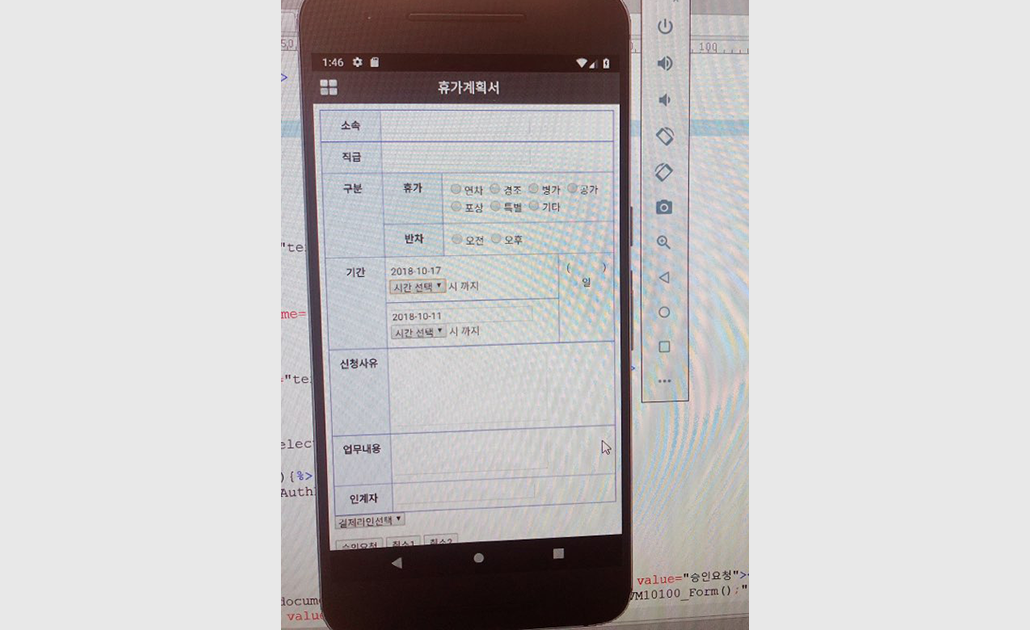 1:46
휴가계획서
소속
직급
구분 휴가 연차 경조 병가 공가
포상 특별 기타
반차 오전 오후
기간 2018-10-17 ( )
시간 선택 시 까지 일
2018-10-11
시간 선택 시 까지
신청사유
업무내용
인계자
결제라인선택
승인요청 취소1 취소2
50,
100
>
"te
me=
="te
elect
){%>
Auth
docume
valu
value="승인요청">
VM10100_Form();"